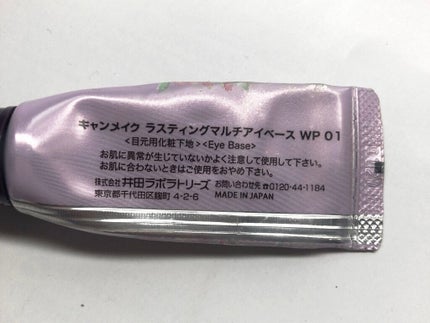 キャンメイク ラスティングマルチアイベース WP 01
<目元用化粧下地> <Eye Base>
お肌に異常が生じていないかよく注意して使用して下さい。
お肌に合わないときはご使用をおやめ下さい。
株式会社 井田ラボラトリーズ お問い合わせ先 ☎0120-44-1184
東京都千代田区麹町 4-2-6 MADE IN JAPAN